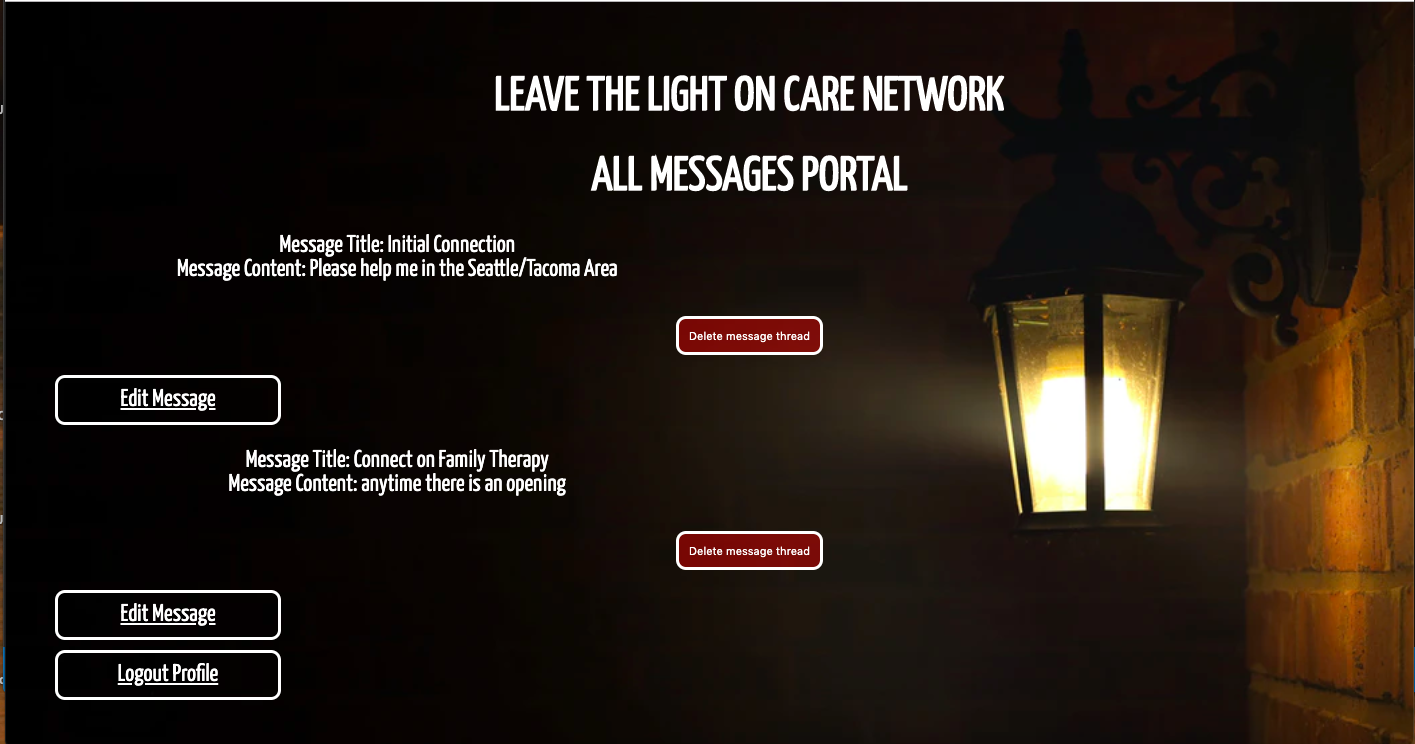 LEAVE THE LIGHT ON CARE NETWORK
ALL MESSAGES PORTAL
Message Title: Initial Connection
Message Content: Please help me in the Seattle/Tacoma Area
Delete message thread
Edit Message
Message Title: Connect on Family Therapy
Message Content: anytime there is an opening
Delete message thread
Edit Message
Logout Profile